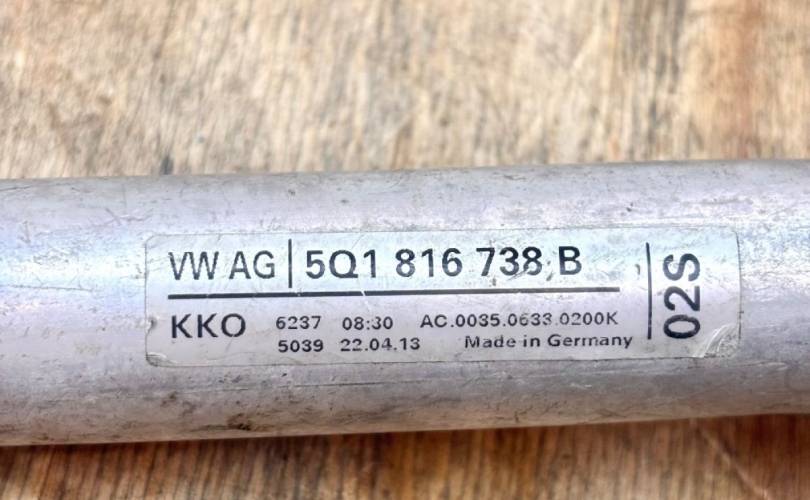 VW AG | 5Q1 816 738 B
KKO 6237 08:30 AC.0035.0633.0200K
5039 22.04.13 Made in Germany
02S